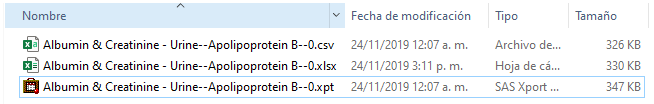 Nombre Fecha de modificación Tipo Tamaño
Albumin & Creatinine - Urine--Apolipoprotein B--0.csv 24/11/2019 12:07 a. m. Archivo de... 326 KB
Albumin & Creatinine - Urine--Apolipoprotein B--0.xlsx 24/11/2019 3:11 p. m. Hoja de cá... 330 KB
Albumin & Creatinine - Urine--Apolipoprotein B--0.xpt 24/11/2019 12:07 a. m. SAS Xport ... 347 KB